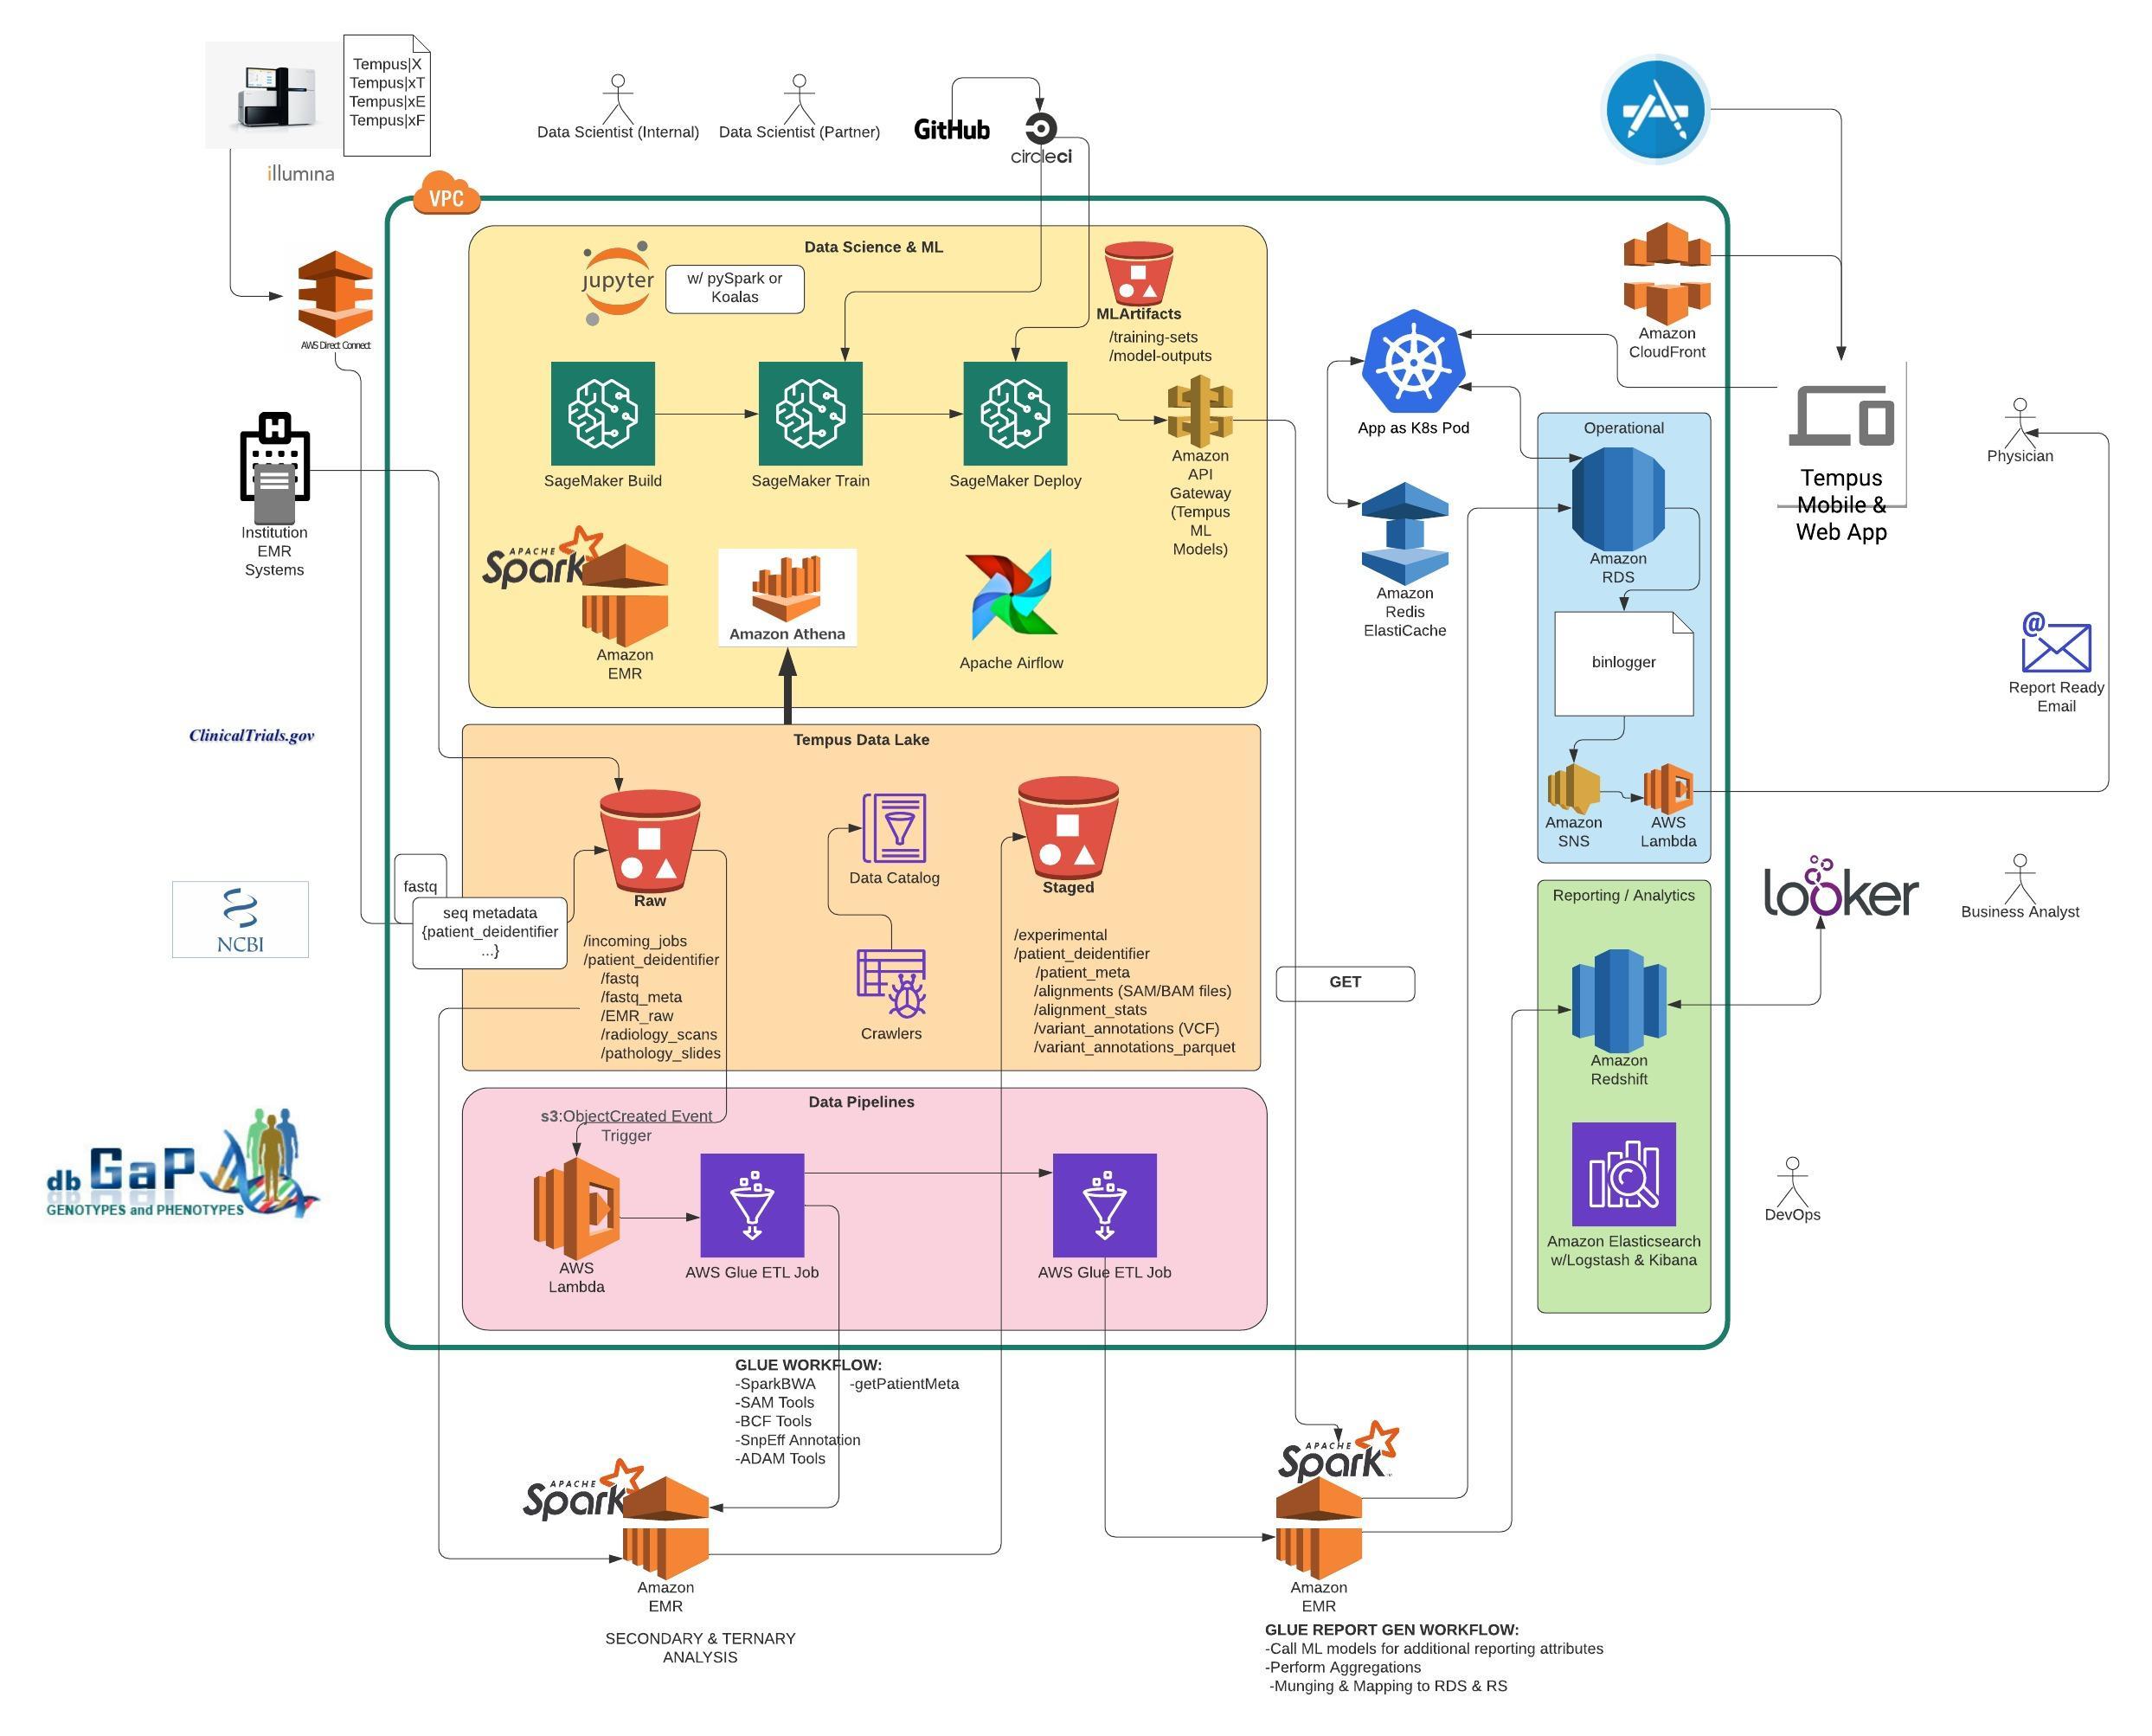 Tempus|X
Tempus|xT
Tempus|xE
Tempus|xF
illumina
Data Scientist (Internal)
Data Scientist (Partner)
GitHub
circleci
VPC
AWS Direct Connect
Data Science & ML
jupyter
w/ pySpark or
Koalas
MLArtifacts
/training-sets
/model-outputs
SageMaker Build
SageMaker Train
SageMaker Deploy
Amazon
API
Gateway
(Tempus
ML
Models)
APACHE
Spark
Amazon
EMR
Amazon Athena
Apache Airflow
Amazon
CloudFront
App as K8s Pod
Amazon
Redis
ElastiCache
Operational
Amazon
RDS
binlogger
Amazon
SNS
AWS
Lambda
Tempus
Mobile &
Web App
Physician
@
Report Ready
Email
H
Institution
EMR
Systems
ClinicalTrials.gov
NCBI
db GaP
GENOTYPES and PHENOTYPES
Tempus Data Lake
fastq
seq metadata
{patient_deidentifier
...}
Raw
/incoming_jobs
/patient_deidentifier
/fastq
/fastq_meta
/EMR_raw
/radiology_scans
/pathology_slides
Data Catalog
Crawlers
Staged
/experimental
/patient_deidentifier
/patient_meta
/alignments (SAM/BAM files)
/alignment_stats
/variant_annotations (VCF)
/variant_annotations_parquet
GET
Reporting / Analytics
Amazon
Redshift
Amazon Elasticsearch
w/Logstash & Kibana
looker
Business Analyst
DevOps
Data Pipelines
s3:ObjectCreated Event
Trigger
AWS
Lambda
AWS Glue ETL Job
AWS Glue ETL Job
GLUE WORKFLOW:
-SparkBWA -getPatientMeta
-SAM Tools
-BCF Tools
-SnpEff Annotation
-ADAM Tools
APACHE
Spark
Amazon
EMR
SECONDARY & TERNARY
ANALYSIS
APACHE
Spark
Amazon
EMR
GLUE REPORT GEN WORKFLOW:
-Call ML models for additional reporting attributes
-Perform Aggregations
-Munging & Mapping to RDS & RS